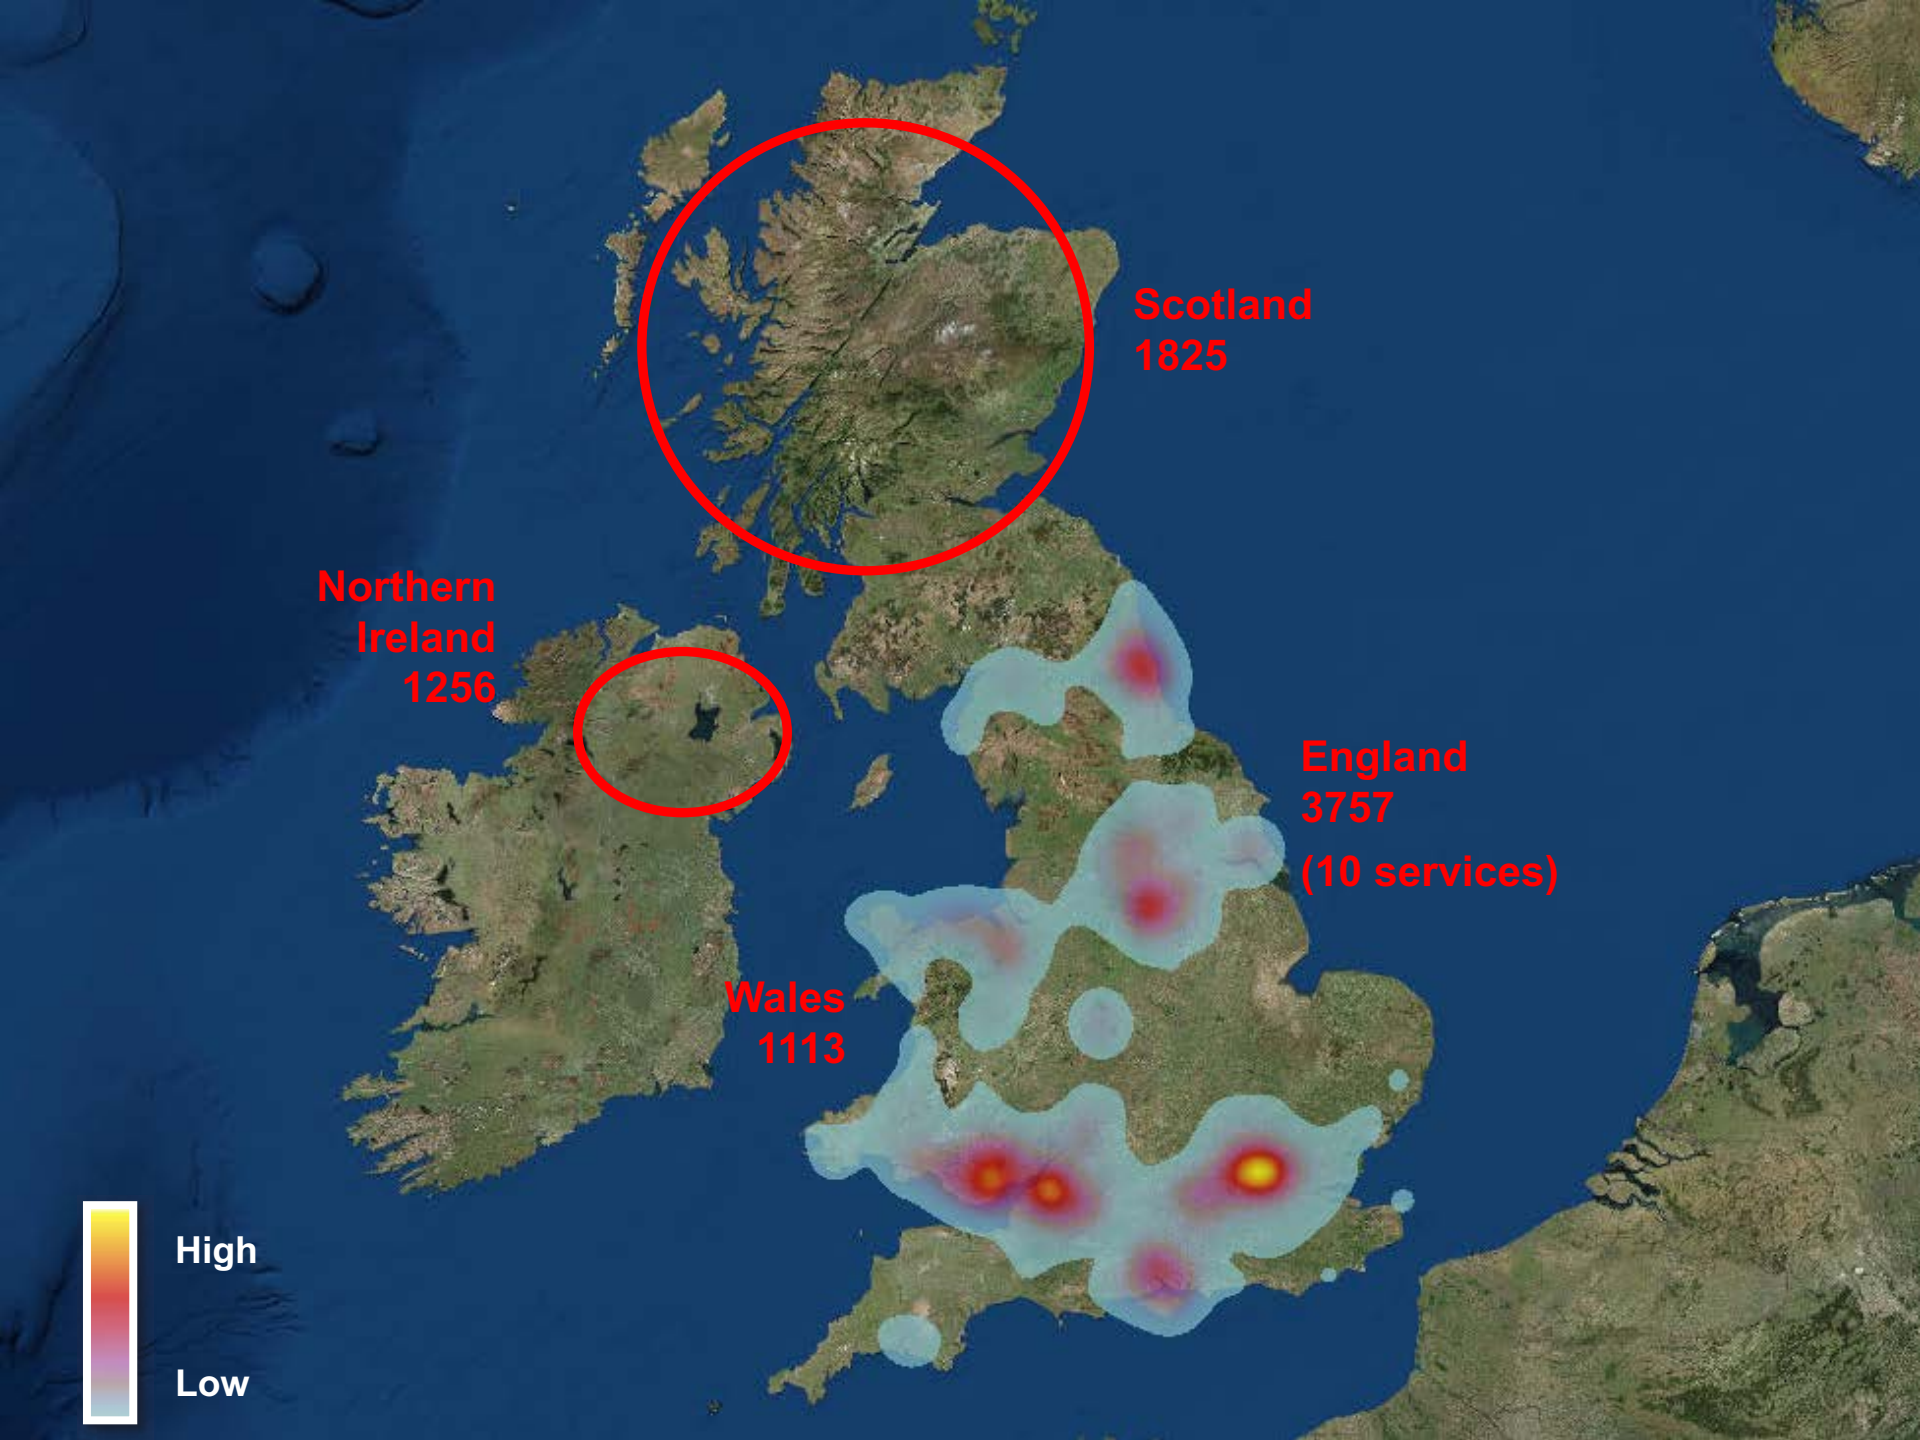 Scotland
1825
Northern
Ireland
1256
England
3757
(10 services)
Wales
1113
High
Low